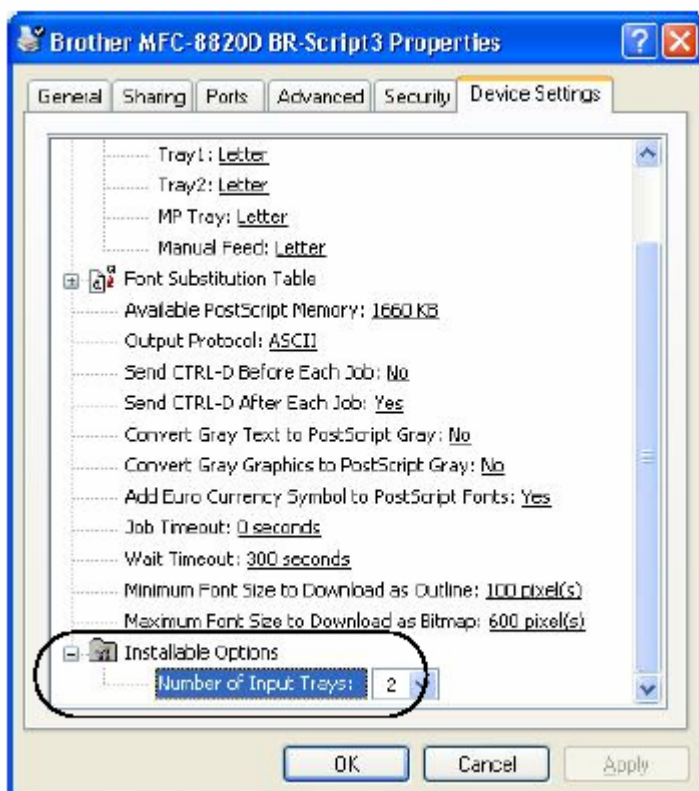 Brother MFC-8820D BR-Script3 Properties
General Sharing Ports Advanced Security Device Settings
Tray1: Letter
Tray2: Letter
MP Tray: Letter
Manual Feed: Letter
Font Substitution Table
Available PostScript Memory: 1660 KB
Output Protocol: ASCII
Send CTRL-D Before Each Job: No
Send CTRL-D After Each Job: Yes
Convert Gray Text to PostScript Gray: No
Convert Gray Graphics to PostScript Gray: No
Add Euro Currency Symbol to PostScript Fonts: Yes
Job Timeout: 0 seconds
Wait Timeout: 300 seconds
Minimum Font Size to Download as Outline: 100 pixel(s)
Maximum Font Size to Download as Bitmap: 600 pixel(s)
Installable Options
Number of Input Trays: 2
OK Cancel Apply